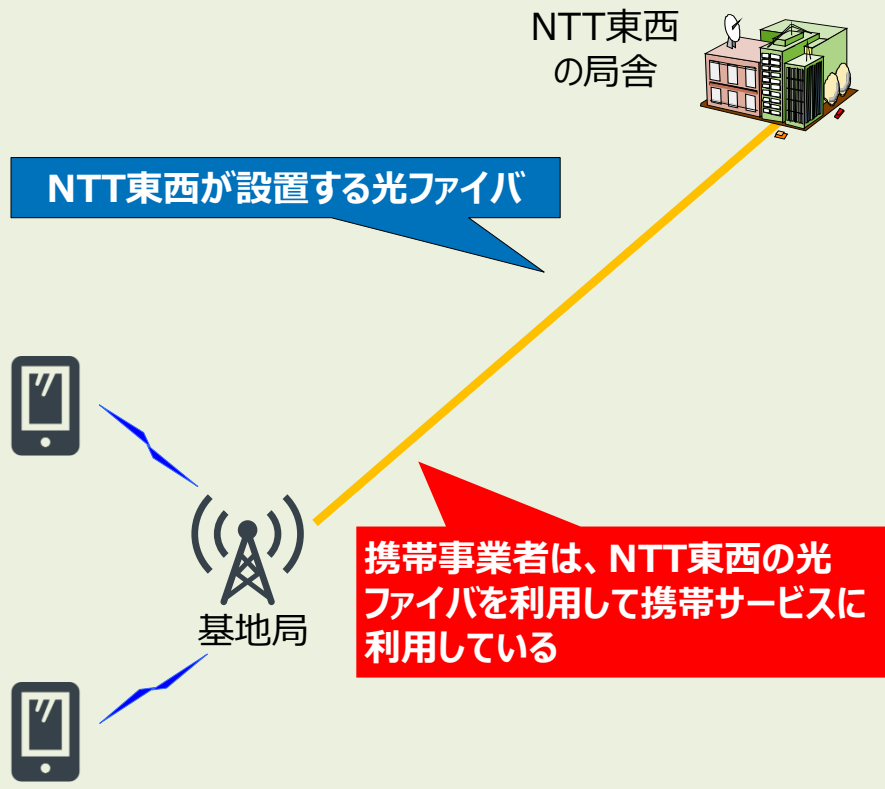 NTT東西
の局舎
NTT東西が設置する光ファイバ
携帯事業者は、NTT東西の光
ファイバを利用して携帯サービスに
利用している
基地局